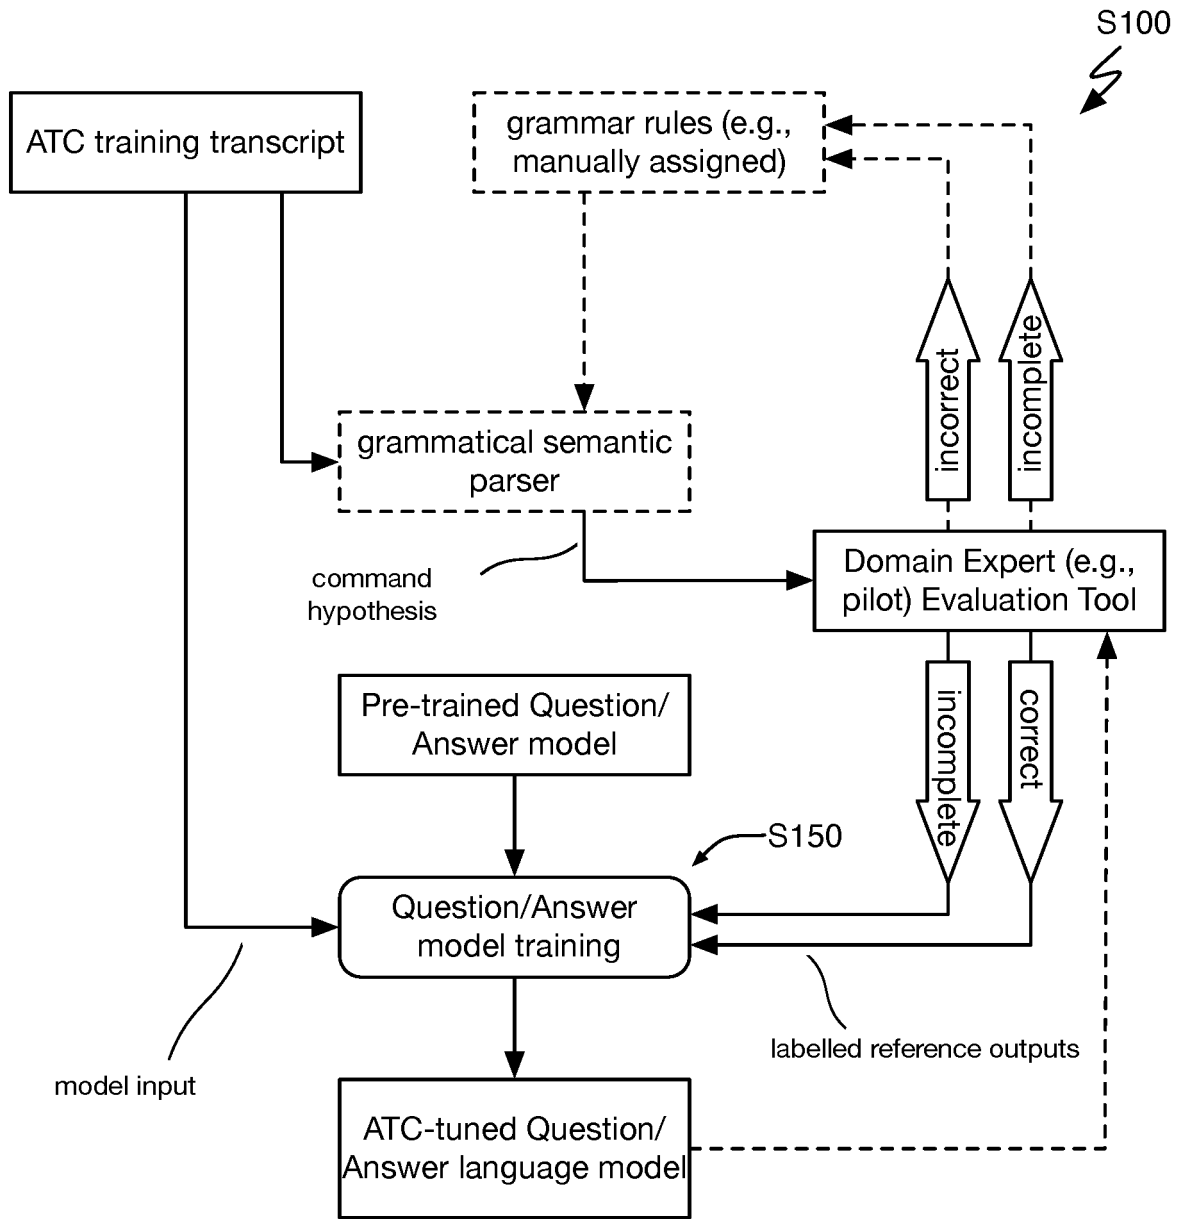 S100
ATC training transcript
grammar rules (e.g.,
manually assigned)
incorrect
incomplete
grammatical semantic
parser
command
hypothesis
Domain Expert (e.g.,
pilot) Evaluation Tool
incomplete
correct
Pre-trained Question/
Answer model
S150
Question/Answer
model training
labelled reference outputs
model input
ATC-tuned Question/
Answer language model